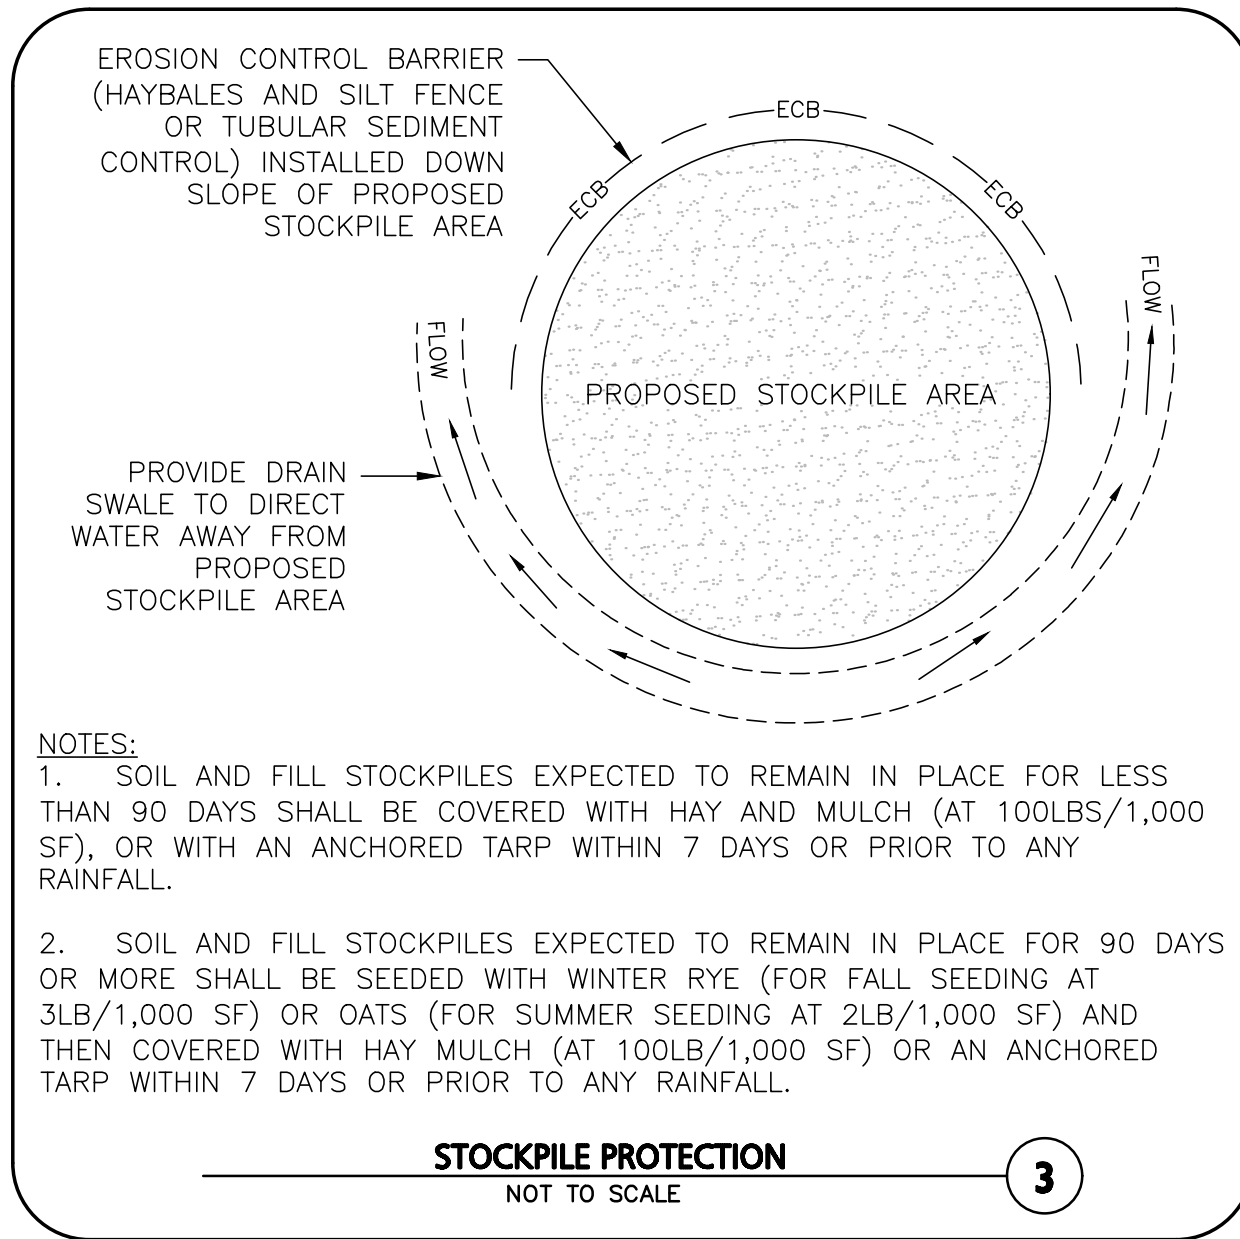 EROSION CONTROL BARRIER
(HAYBALES AND SILT FENCE
OR TUBULAR SEDIMENT
CONTROL) INSTALLED DOWN
SLOPE OF PROPOSED
STOCKPILE AREA
ECB
ECB
ECB
FLOW
FLOW
PROPOSED STOCKPILE AREA
PROVIDE DRAIN
SWALE TO DIRECT
WATER AWAY FROM
PROPOSED
STOCKPILE AREA
NOTES:
1. SOIL AND FILL STOCKPILES EXPECTED TO REMAIN IN PLACE FOR LESS
THAN 90 DAYS SHALL BE COVERED WITH HAY AND MULCH (AT 100LBS/1,000
SF), OR WITH AN ANCHORED TARP WITHIN 7 DAYS OR PRIOR TO ANY
RAINFALL.
2. SOIL AND FILL STOCKPILES EXPECTED TO REMAIN IN PLACE FOR 90 DAYS
OR MORE SHALL BE SEEDED WITH WINTER RYE (FOR FALL SEEDING AT
3LB/1,000 SF) OR OATS (FOR SUMMER SEEDING AT 2LB/1,000 SF) AND
THEN COVERED WITH HAY MULCH (AT 100LB/1,000 SF) OR AN ANCHORED
TARP WITHIN 7 DAYS OR PRIOR TO ANY RAINFALL.
STOCKPILE PROTECTION
NOT TO SCALE
3